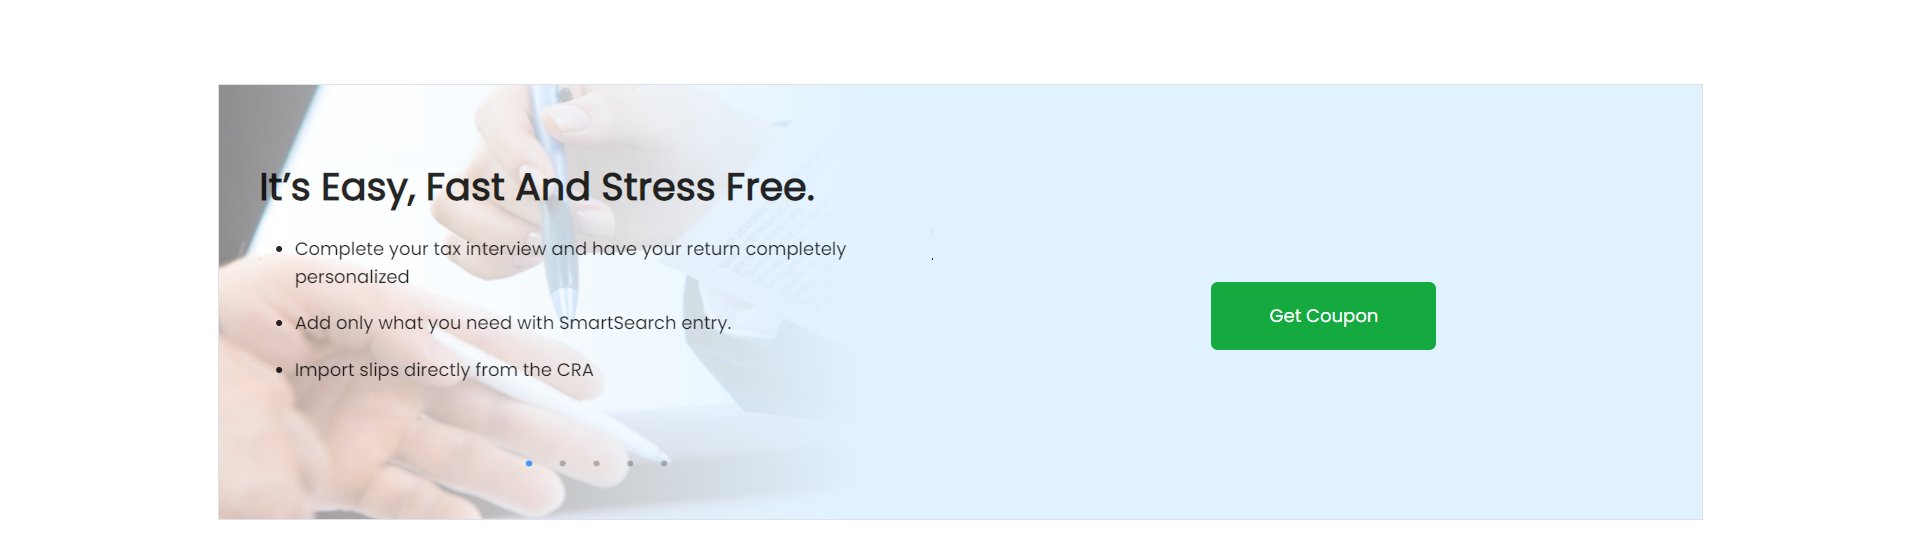 It’s Easy, Fast And Stress Free.
• Complete your tax interview and have your return completely
personalized
• Add only what you need with SmartSearch entry.
• Import slips directly from the CRA
Get Coupon